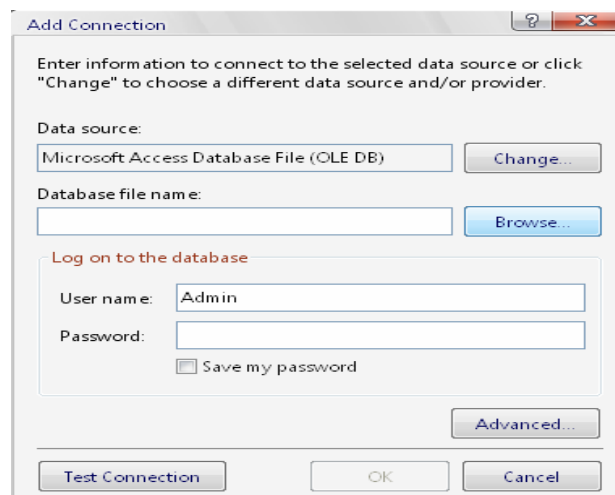 Add Connection
?
Enter information to connect to the selected data source or click
"Change" to choose a different data source and/or provider.
Data source:
Microsoft Access Database File (OLE DB)
Change...
Database file name:
Browse...
Log on to the database
User name:
Admin
Password:
Save my password
Advanced...
Test Connection
OK
Cancel